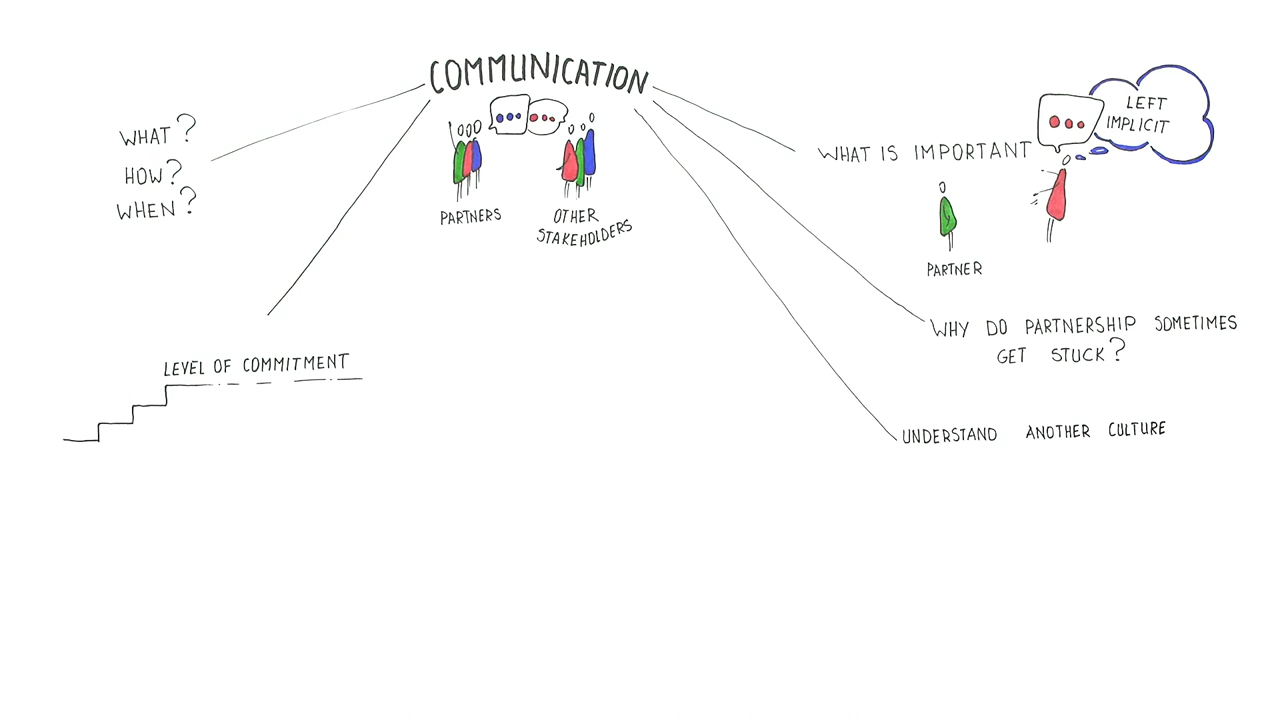 COMMUNICATION
WHAT?
HOW?
WHEN?
PARTNERS
OTHER
STAKEHOLDERS
LEVEL OF COMMITMENT
WHAT IS IMPORTANT
LEFT
IMPLICIT
PARTNER
WHY DO PARTNERSHIP SOMETIMES
GET STUCK?
UNDERSTAND ANOTHER CULTURE